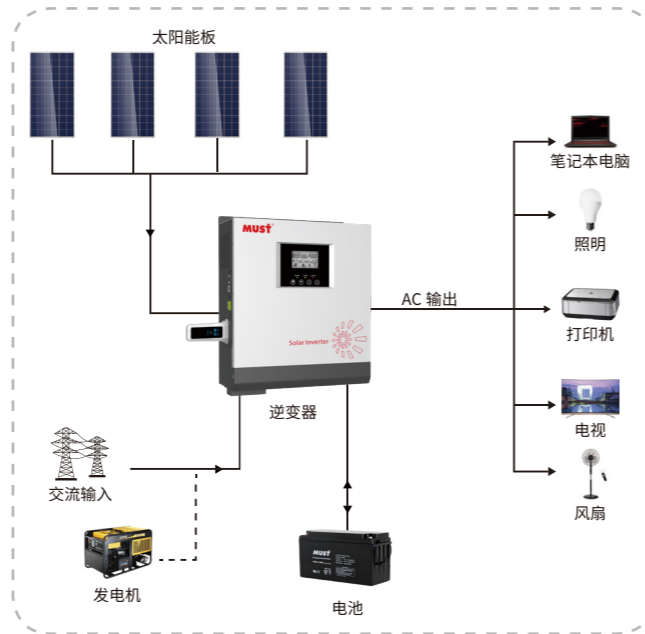 太阳能板
笔记本电脑
MUST
照明
AC 输出
打印机
Solar Inverter
逆变器
电视
交流输入
风扇
MUST
发电机
电池